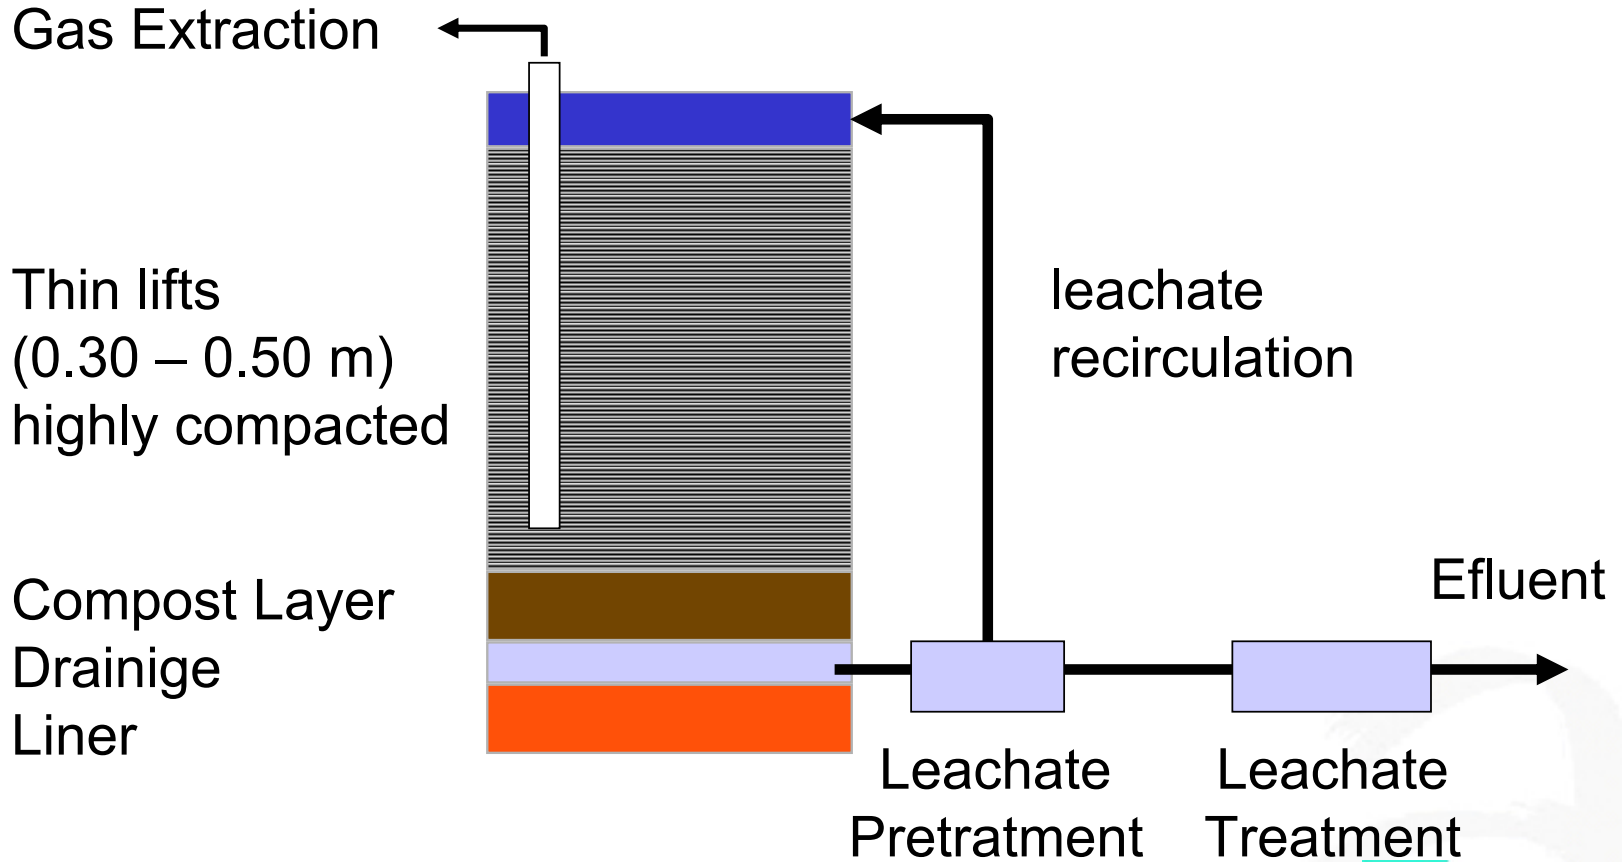 Gas Extraction
Thin lifts
(0.30 – 0.50 m)
highly compacted
leachate
recirculation
Compost Layer
Drainige
Liner
Efluent
Leachate
Pretratment
Leachate
Treatment